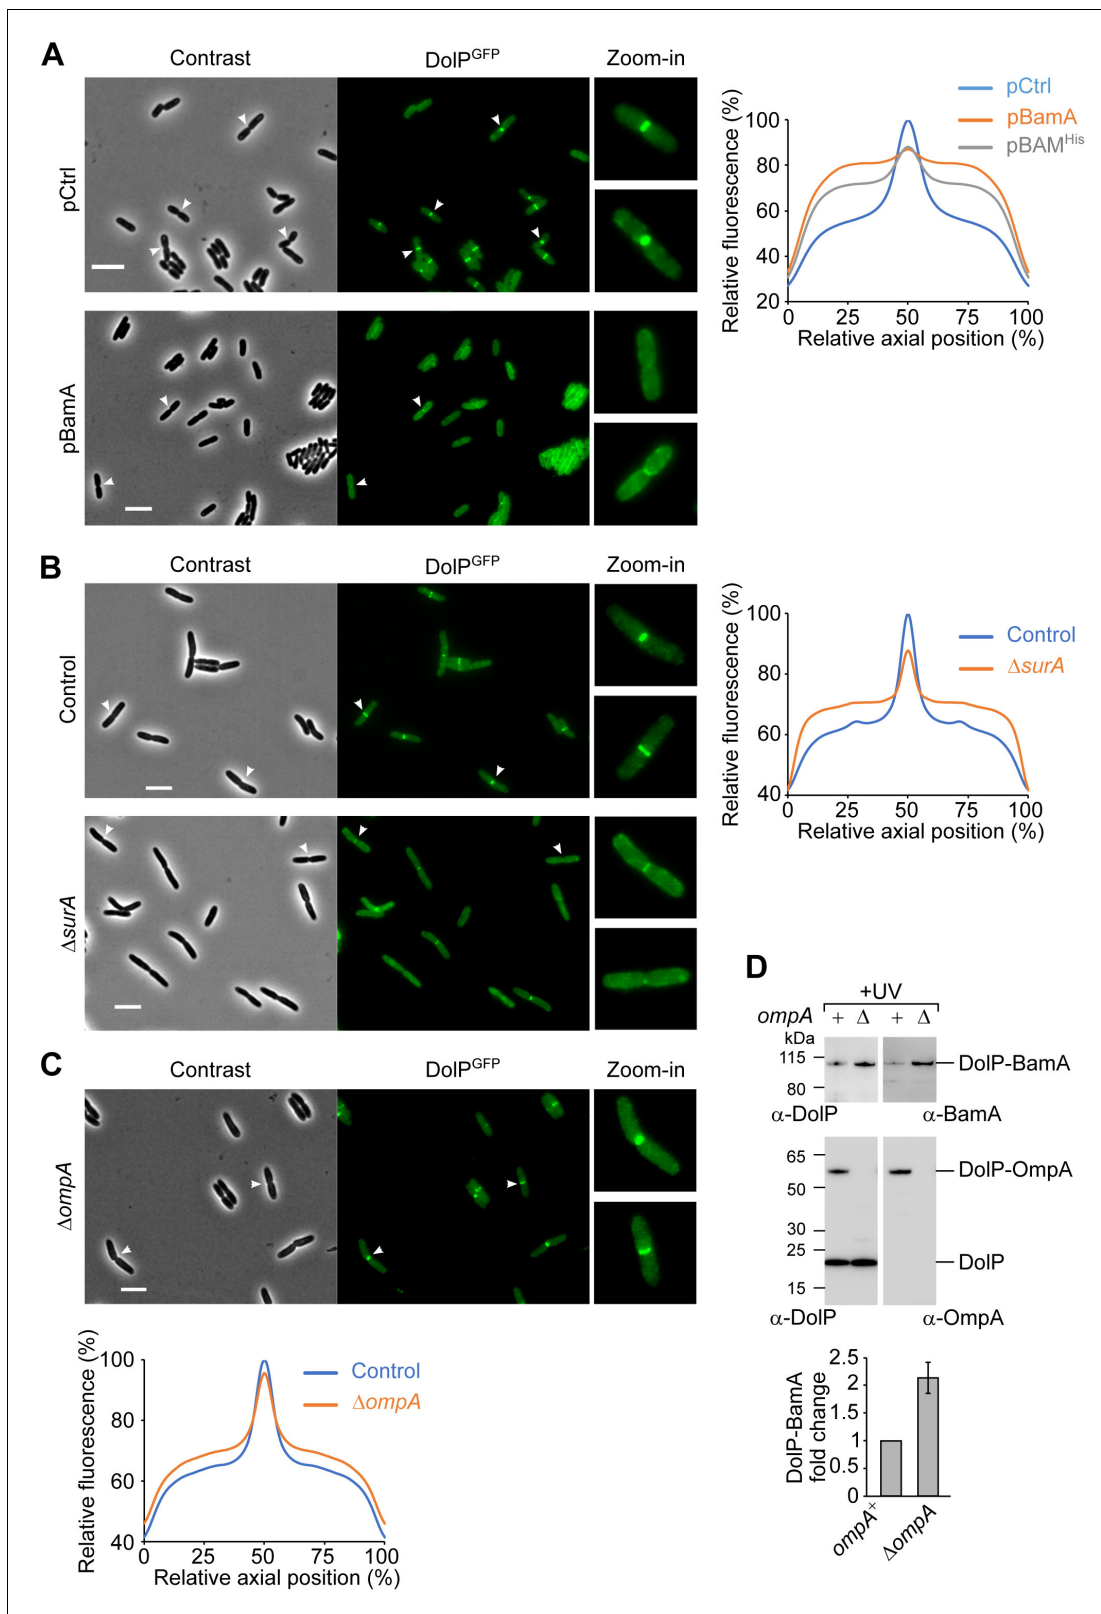 A
Contrast
DolP^GFP
Zoom-in
pCtrl
pBamA
pCtrl
pBamA
pBAM^His
Relative fluorescence (%)
100
80
60
40
20
0
25
50
75
100
Relative axial position (%)
B
Contrast
DolP^GFP
Zoom-in
Control
ΔsurA
Control
ΔsurA
Relative fluorescence (%)
100
80
60
40
0
25
50
75
100
Relative axial position (%)
C
Contrast
DolP^GFP
Zoom-in
ΔompA
Control
ΔompA
Relative fluorescence (%)
100
80
60
40
0
25
50
75
100
Relative axial position (%)
D
+UV
ompA + Δ + Δ
kDa
115
80
DolP-BamA
α-DolP
α-BamA
65
50
30
25
15
DolP-OmpA
DolP
α-DolP
α-OmpA
DolP-BamA
fold change
2.5
2
1.5
1
0.5
0
ompA⁺
ΔompA